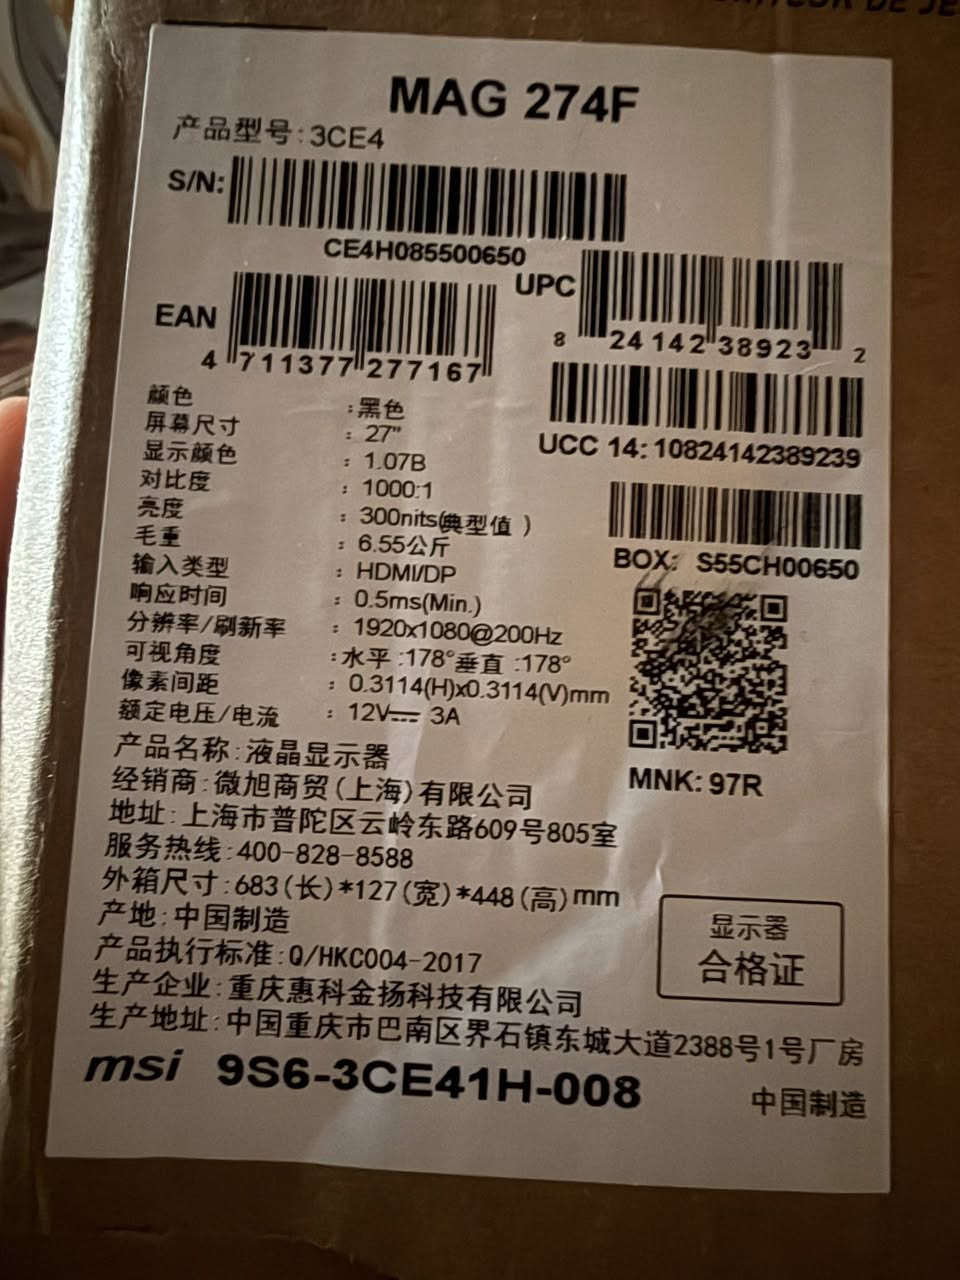 MAG 274F
产品型号: 3CE4
S/N:
CE4H085500650
UPC
8 24142 38923 2
EAN
4 711377 277167
UCC 14: 10824142389239
BOX: S55CH00650
颜色 : 黑色
屏幕尺寸 : 27"
显示颜色 : 1.07B
对比度 : 1000:1
亮度 : 300nits(典型值 )
毛重 : 6.55公斤
输入类型 : HDMI/DP
响应时间 : 0.5ms(Min.)
分辨率/刷新率 : 1920x1080@200Hz
可视角度 : 水平 :178°垂直 :178°
像素间距 : 0.3114(H)x0.3114(V)mm
额定电压/电流 : 12V⎓ 3A
MNK: 97R
产品名称: 液晶显示器
经销商: 微旭商贸(上海)有限公司
地址: 上海市普陀区云岭东路609号805室
服务热线: 400-828-8588
外箱尺寸: 683(长)*127(宽)*448(高)mm
产地: 中国制造
产品执行标准: Q/HKC004-2017
生产企业: 重庆惠科金扬科技有限公司
生产地址: 中国重庆市巴南区界石镇东城大道2388号1号厂房
显示器
合格证
msi 9S6-3CE41H-008
中国制造